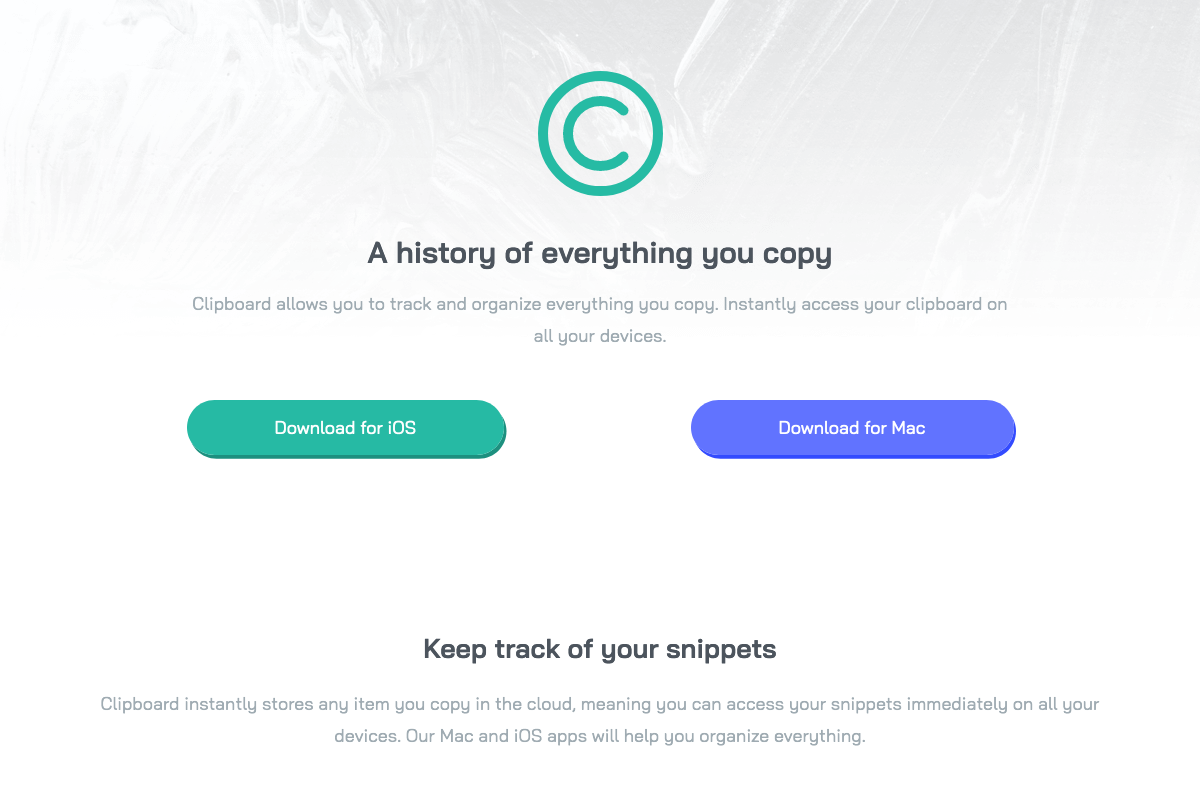 A history of everything you copy
Clipboard allows you to track and organize everything you copy. Instantly access your clipboard on
all your devices.
Download for iOS
Download for Mac
Keep track of your snippets
Clipboard instantly stores any item you copy in the cloud, meaning you can access your snippets immediately on all your
devices. Our Mac and iOS apps will help you organize everything.